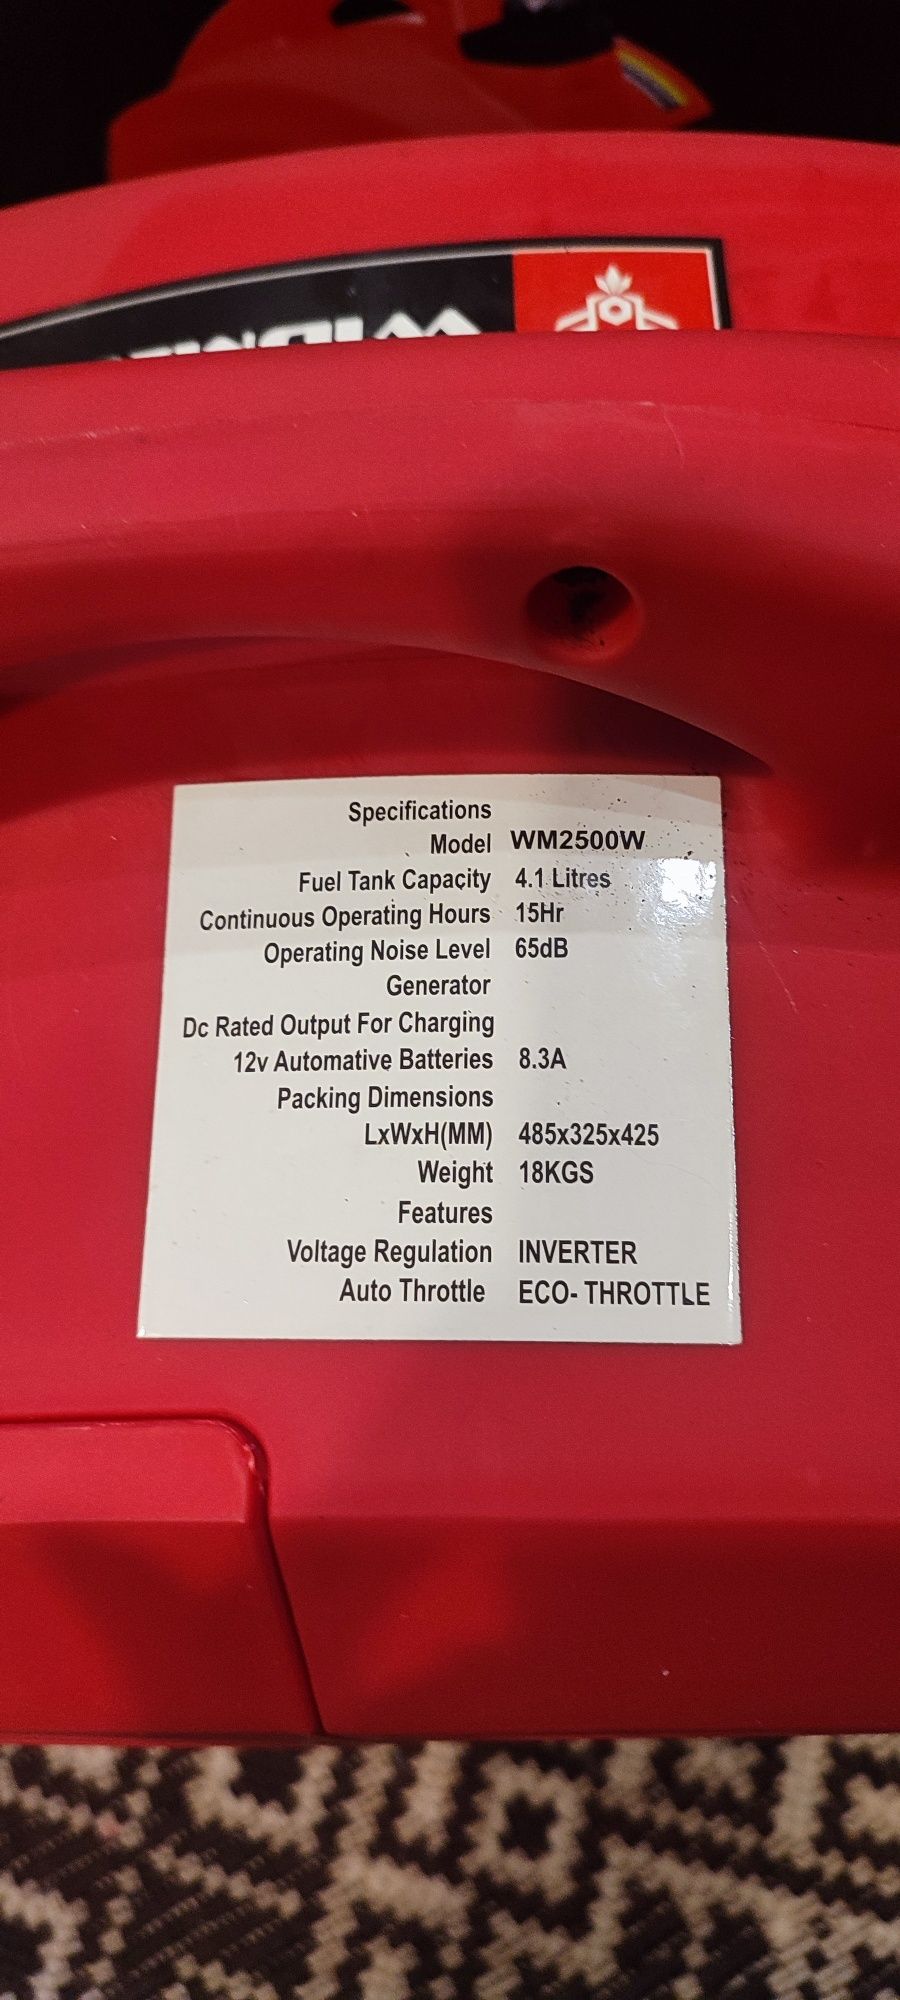 Specifications
Model WM2500W
Fuel Tank Capacity 4.1 Litres
Continuous Operating Hours 15Hr
Operating Noise Level 65dB
Generator
Dc Rated Output For Charging
12v Automative Batteries 8.3A
Packing Dimensions
LxWxH(MM) 485x325x425
Weight 18KGS
Features
Voltage Regulation INVERTER
Auto Throttle ECO- THROTTLE